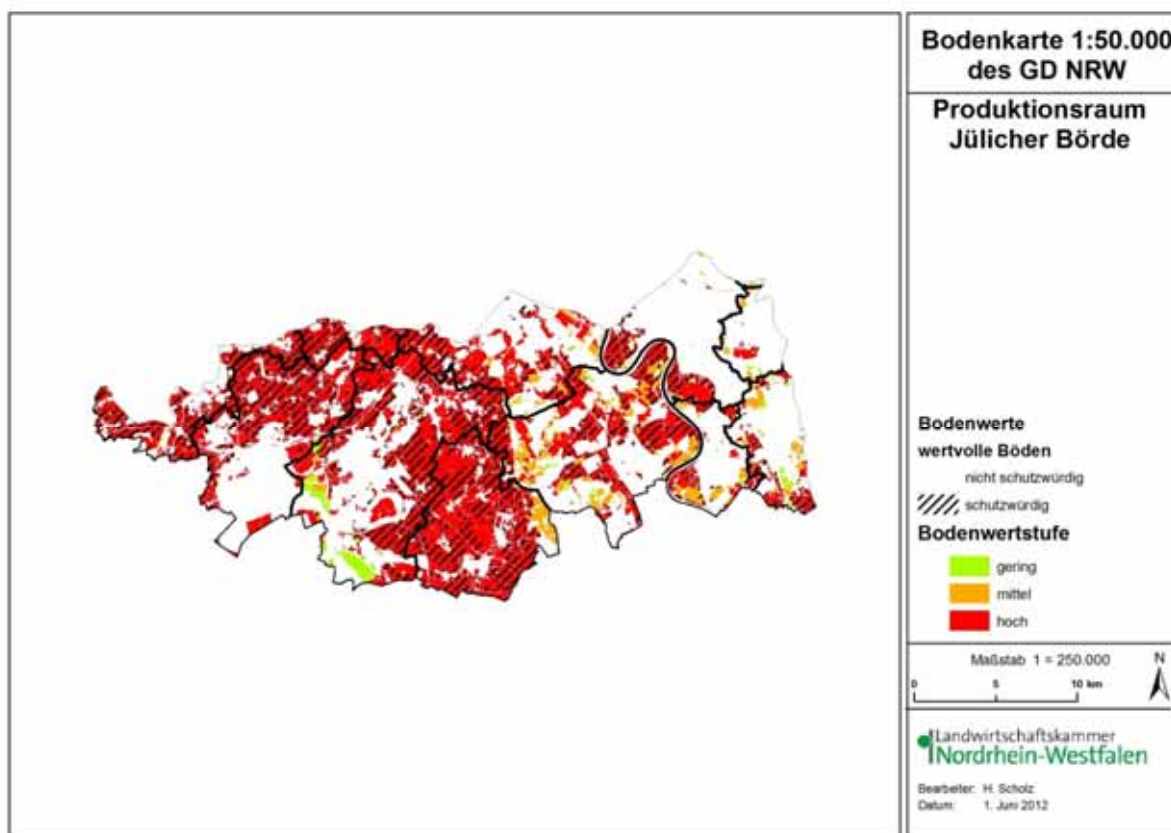 Bodenkarte 1:50.000
des GD NRW
Produktionsraum
Jülicher Börde
Bodenwerte
wertvolle Böden
nicht schutzwürdig
schutzwürdig
Bodenwertstufe
gering
mittel
hoch
Maßstab 1 = 250.000
N
0 5 10 km
Landwirtschaftskammer
Nordrhein-Westfalen
Bearbeiter: H. Scholz
Datum: 1. Juni 2012